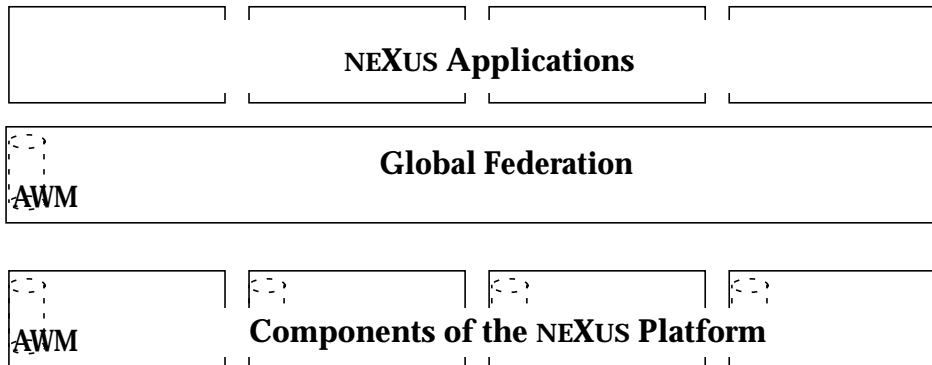 NEXUS Applications
Global Federation
AWM
Components of the NEXUS Platform
AWM